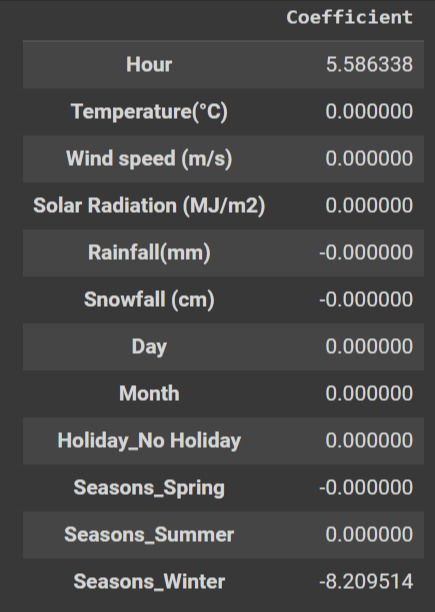 Coefficient
Hour 5.586338
Temperature(°C) 0.000000
Wind speed (m/s) 0.000000
Solar Radiation (MJ/m2) 0.000000
Rainfall(mm) -0.000000
Snowfall (cm) -0.000000
Day 0.000000
Month 0.000000
Holiday_No Holiday 0.000000
Seasons_Spring -0.000000
Seasons_Summer 0.000000
Seasons_Winter -8.209514